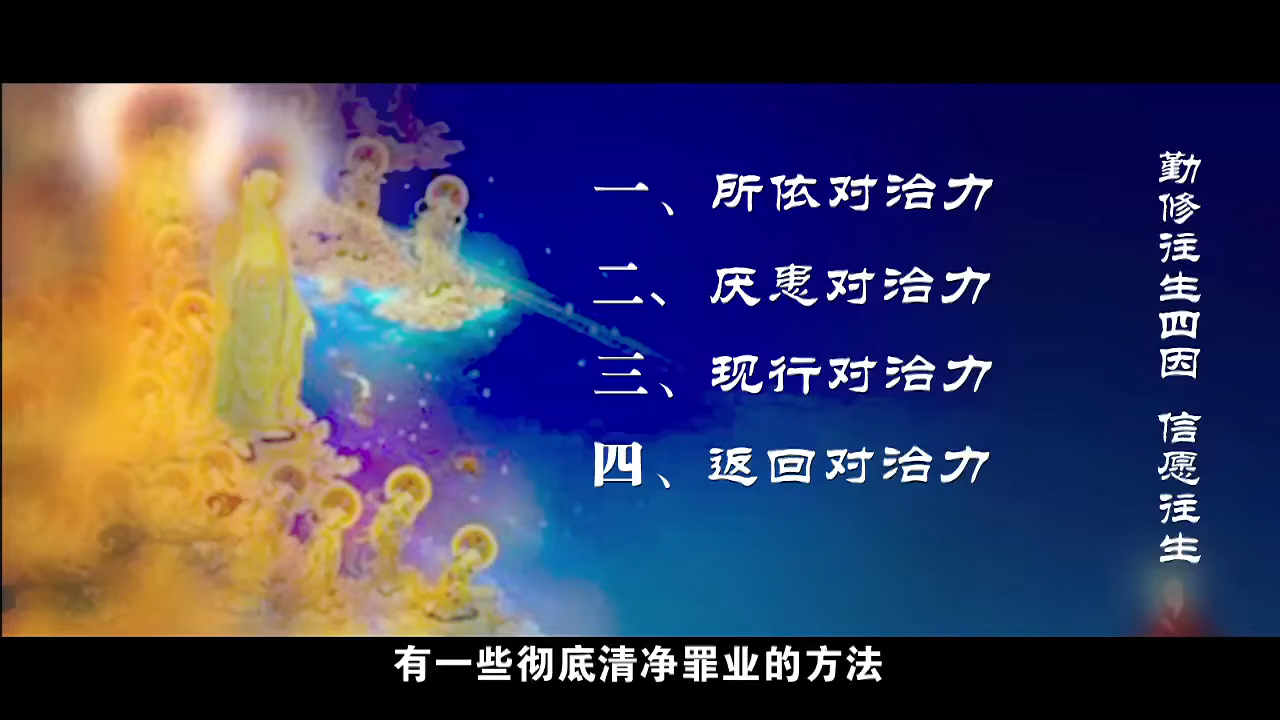 一、所依对治力
二、厌患对治力
三、现行对治力
四、返回对治力
勤修往生四因 信愿往生
有一些彻底清净罪业的方法